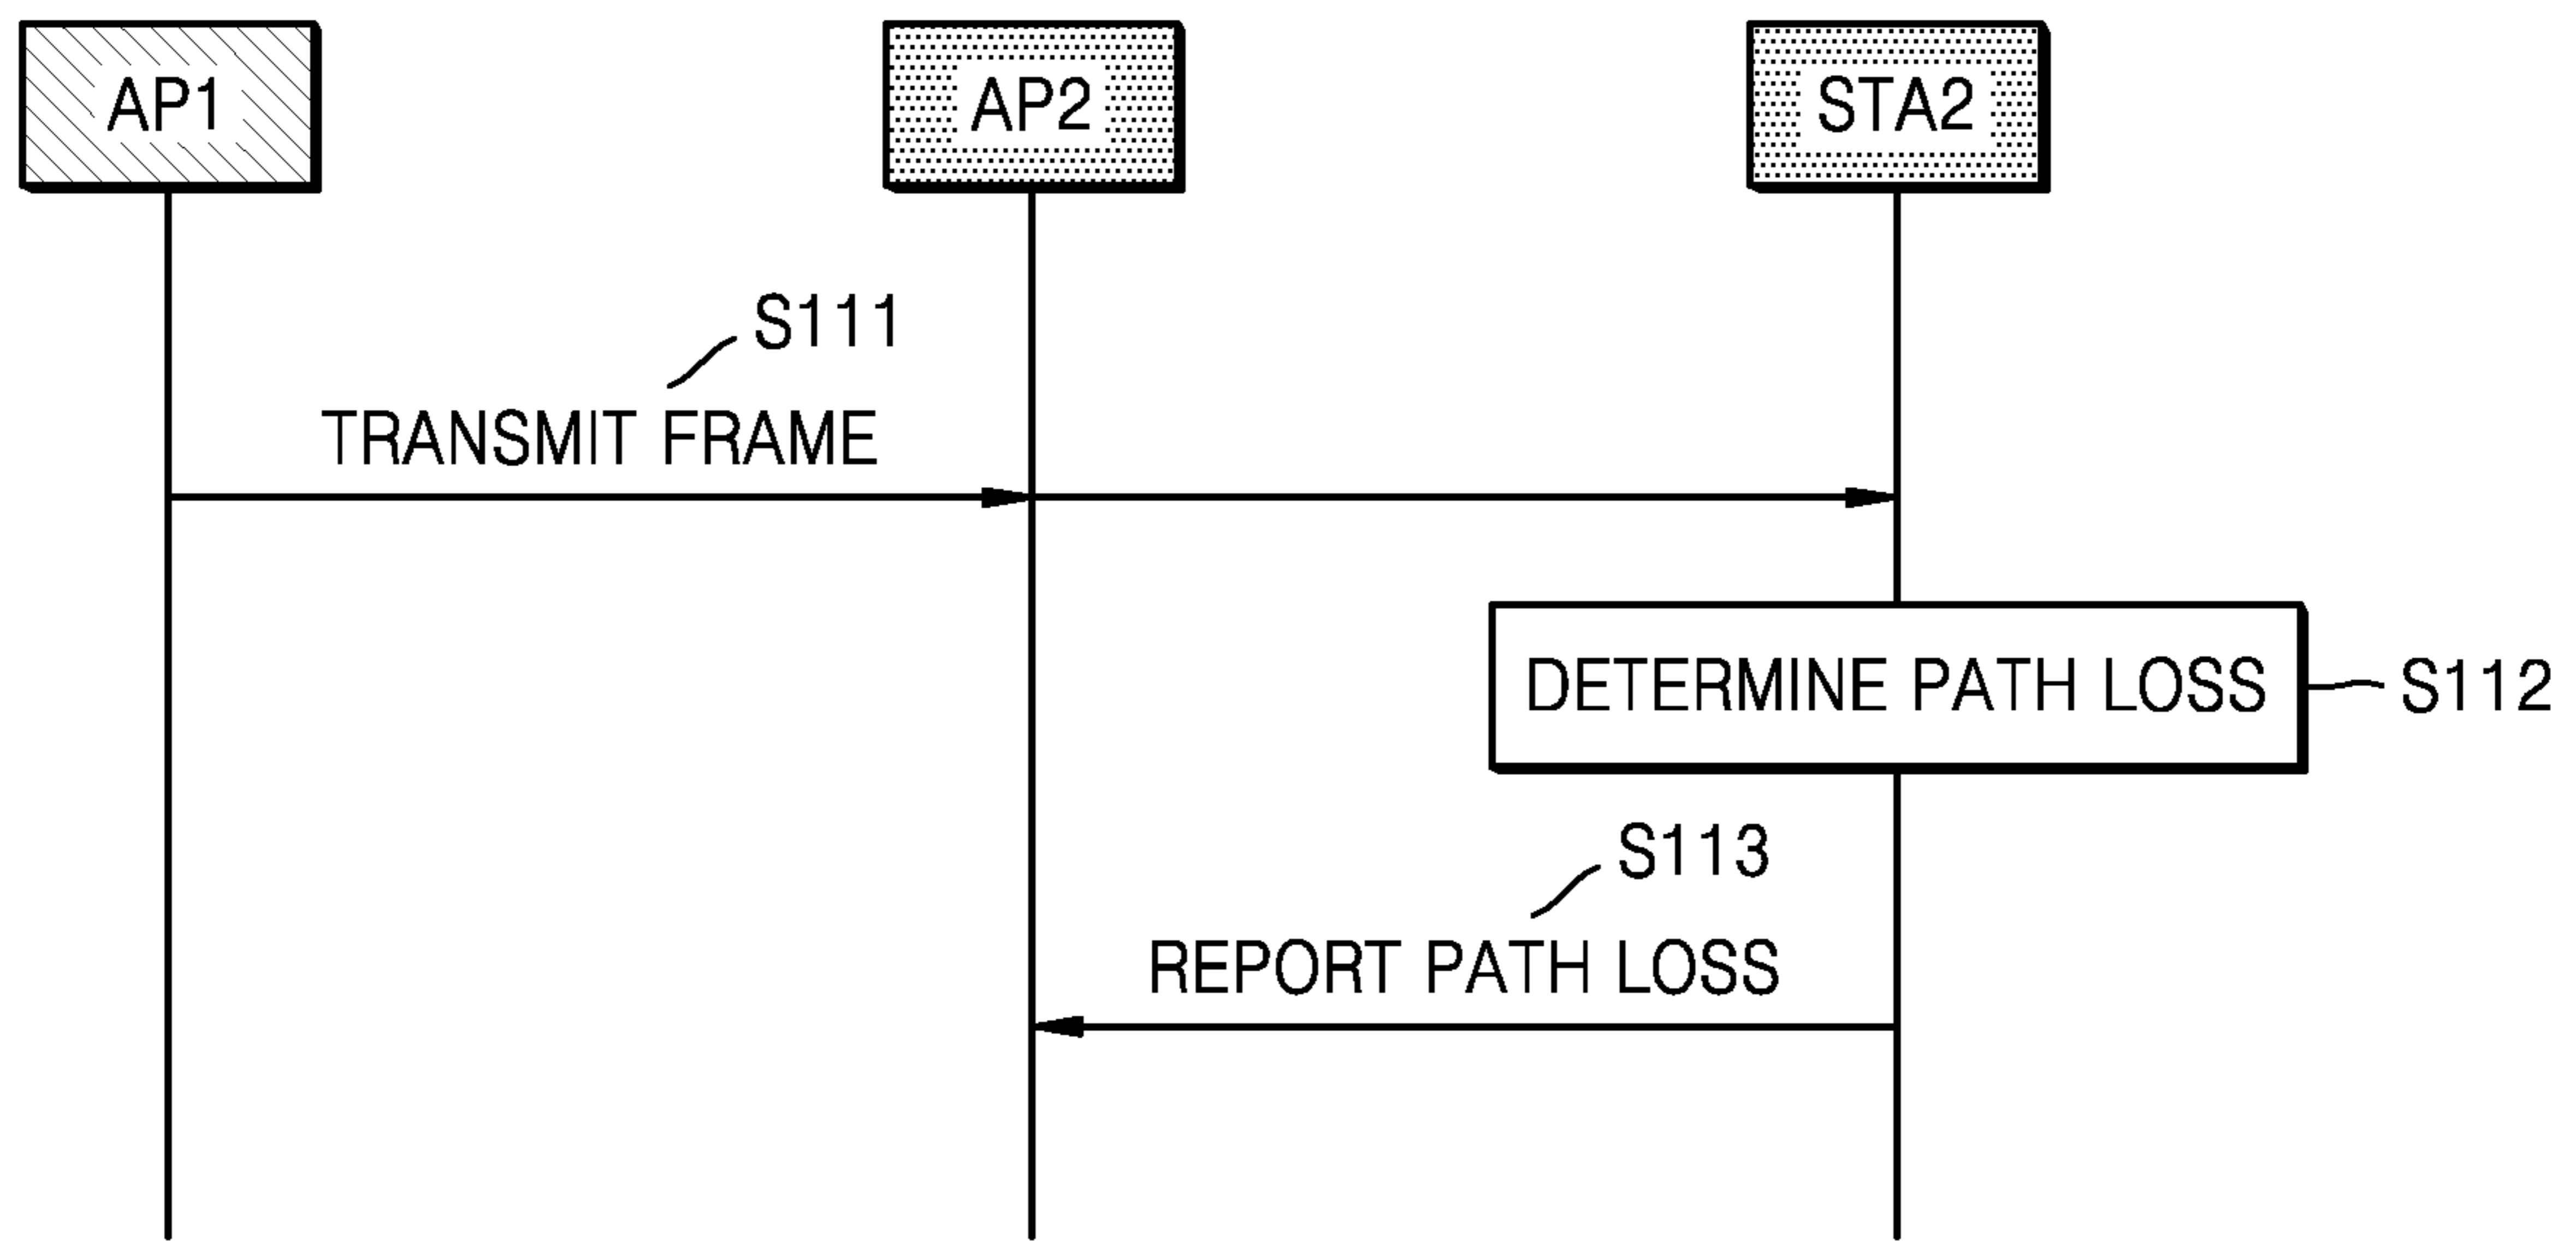 AP1
AP2
STA2
S111
TRANSMIT FRAME
DETERMINE PATH LOSS
S112
S113
REPORT PATH LOSS